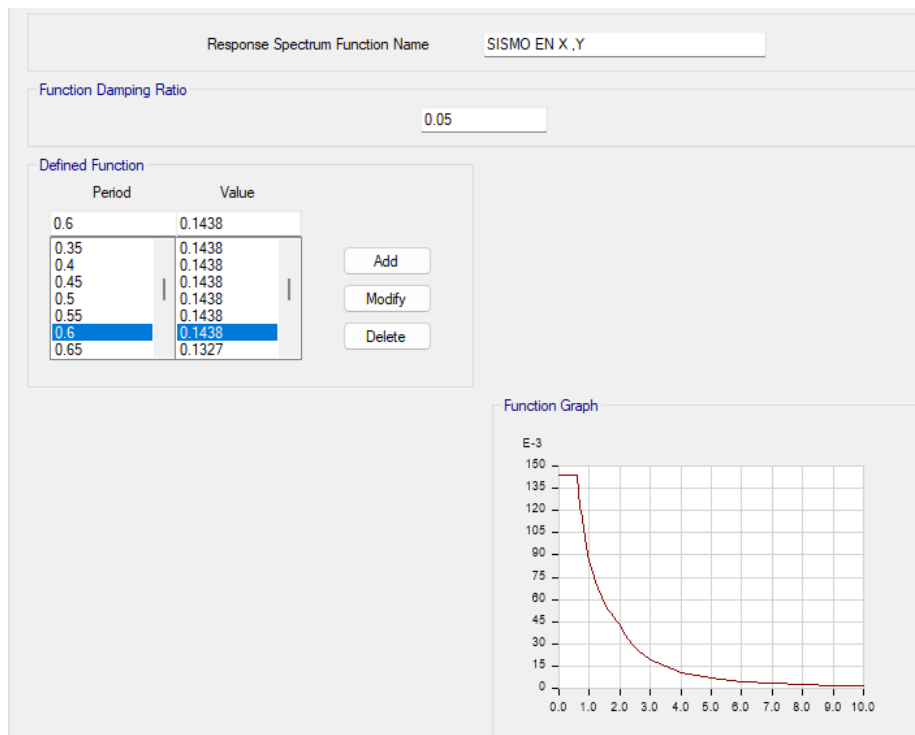 Response Spectrum Function Name SISMO EN X ,Y
Function Damping Ratio
0.05
Defined Function
Period Value
0.6 0.1438
0.35 0.1438
0.4 0.1438
0.45 0.1438
0.5 0.1438
0.55 0.1438
0.6 0.1438
0.65 0.1327
Add
Modify
Delete
Function Graph
E-3
150
135
120
105
90
75
60
45
30
15
0
0.0 1.0 2.0 3.0 4.0 5.0 6.0 7.0 8.0 9.0 10.0